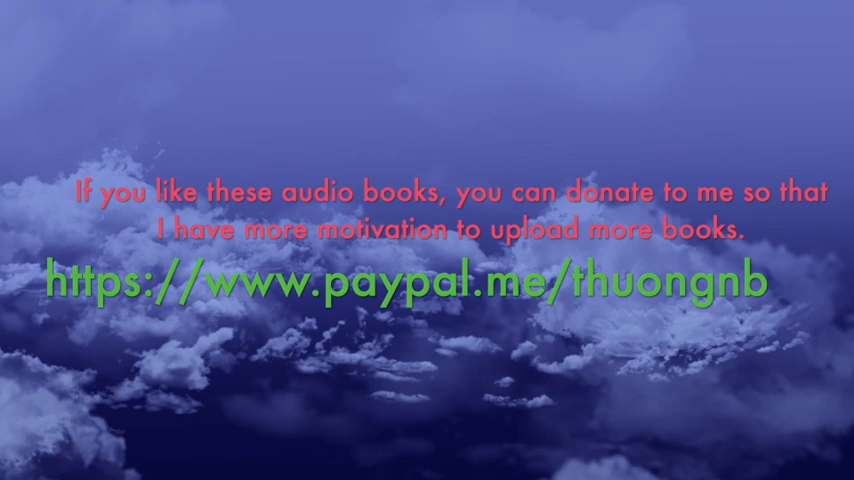 If you like these audio books, you can donate to me so that
I have more motivation to upload more books.
https://www.paypal.me/thuongnb